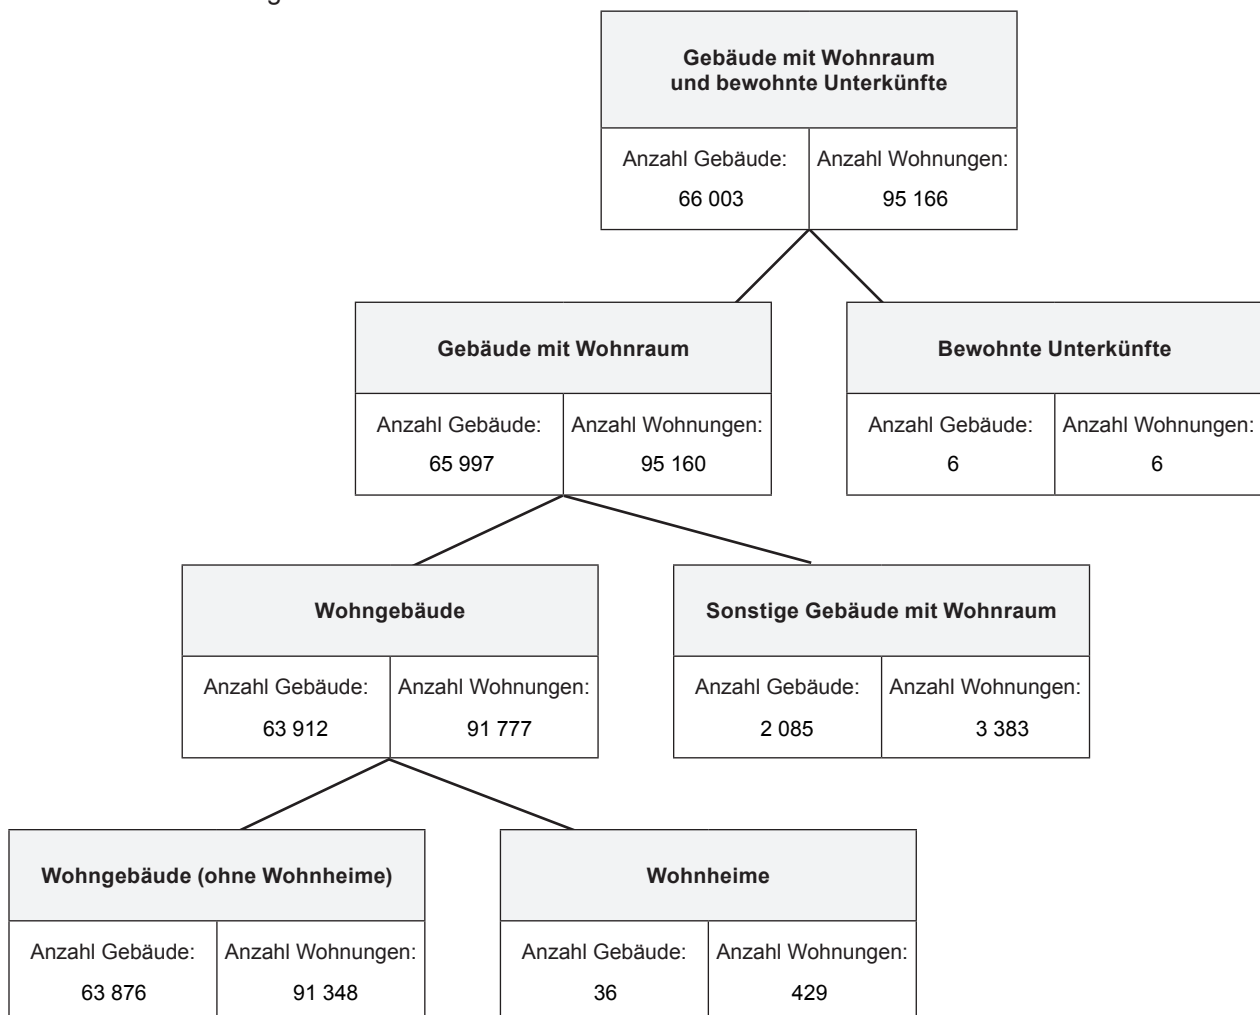 Gebäude mit Wohnraum
und bewohnte Unterkünfte
Anzahl Gebäude: Anzahl Wohnungen:
66 003 95 166
Gebäude mit Wohnraum
Anzahl Gebäude: Anzahl Wohnungen:
65 997 95 160
Bewohnte Unterkünfte
Anzahl Gebäude: Anzahl Wohnungen:
6 6
Wohngebäude
Anzahl Gebäude: Anzahl Wohnungen:
63 912 91 777
Sonstige Gebäude mit Wohnraum
Anzahl Gebäude: Anzahl Wohnungen:
2 085 3 383
Wohngebäude (ohne Wohnheime)
Anzahl Gebäude: Anzahl Wohnungen:
63 876 91 348
Wohnheime
Anzahl Gebäude: Anzahl Wohnungen:
36 429